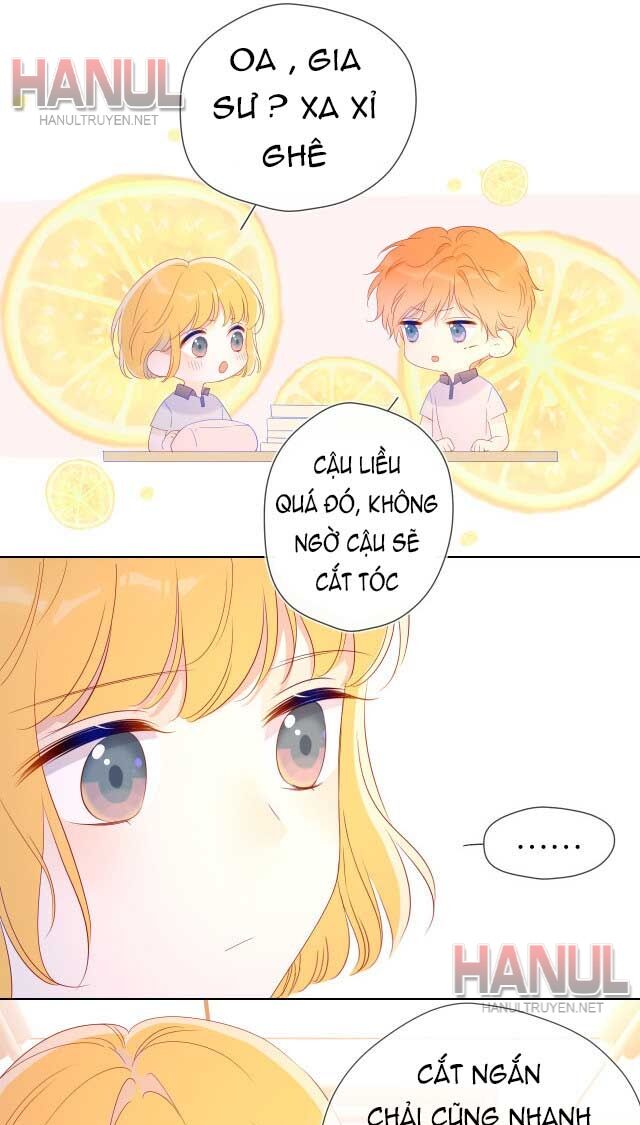 HANUL
HANULTRUYEN.NET
OA , GIA
SƯ ? XA XỈ
GHÊ
CẬU LIỀU
QUÁ ĐÓ, KHÔNG
NGỜ CẬU SẼ
CẮT TÓC
......
HANUL
HANULTRUYEN.NET
CẮT NGẮN
CHẢI CŨNG NHANH